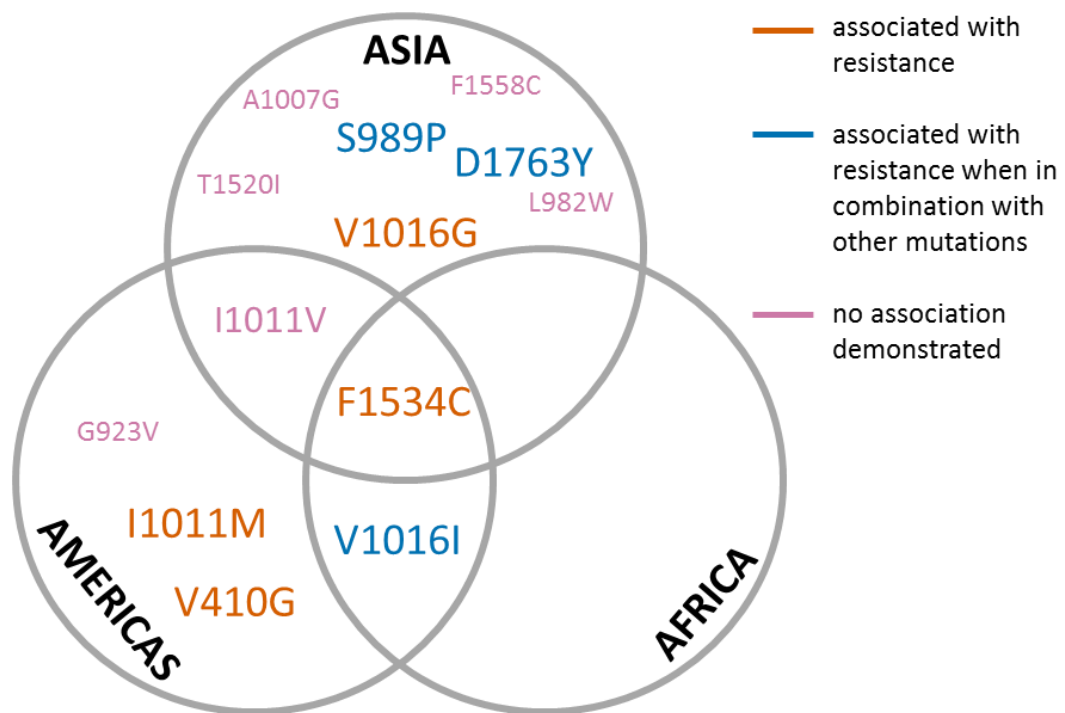 ASIA
A1007G
F1558C
S989P
D1763Y
T1520I
L982W
V1016G
I1011V
F1534C
G923V
I1011M
V1016I
V410G
AMERICAS
AFRICA
associated with
resistance
associated with
resistance when in
combination with
other mutations
no association
demonstrated